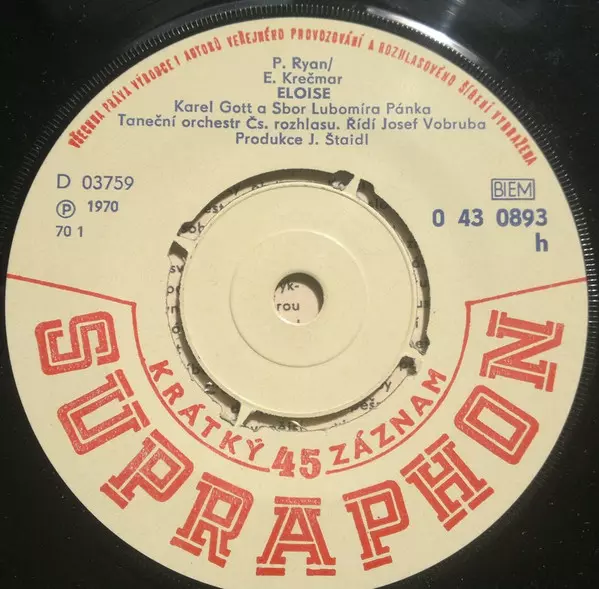 VŠECHNA PRÁVA VÝROBCE I AUTORŮ VEŘEJNÉHO PROVOZOVÁNÍ A ROZHLASOVÉHO ŠÍŘENÍ VYHRAŽENA
P. Ryan/
E. Krečmar
ELOISE
Karel Gott a Sbor Lubomíra Pánka
Taneční orchestr Čs. rozhlasu. Řídí Josef Vobruba
Produkce J. Štaidl
D 03759
Ⓟ 1970
70 1
BIEM
0 43 0893
h
KRÁTKÝ 45 ZÁZNAM
SUPRAPHON